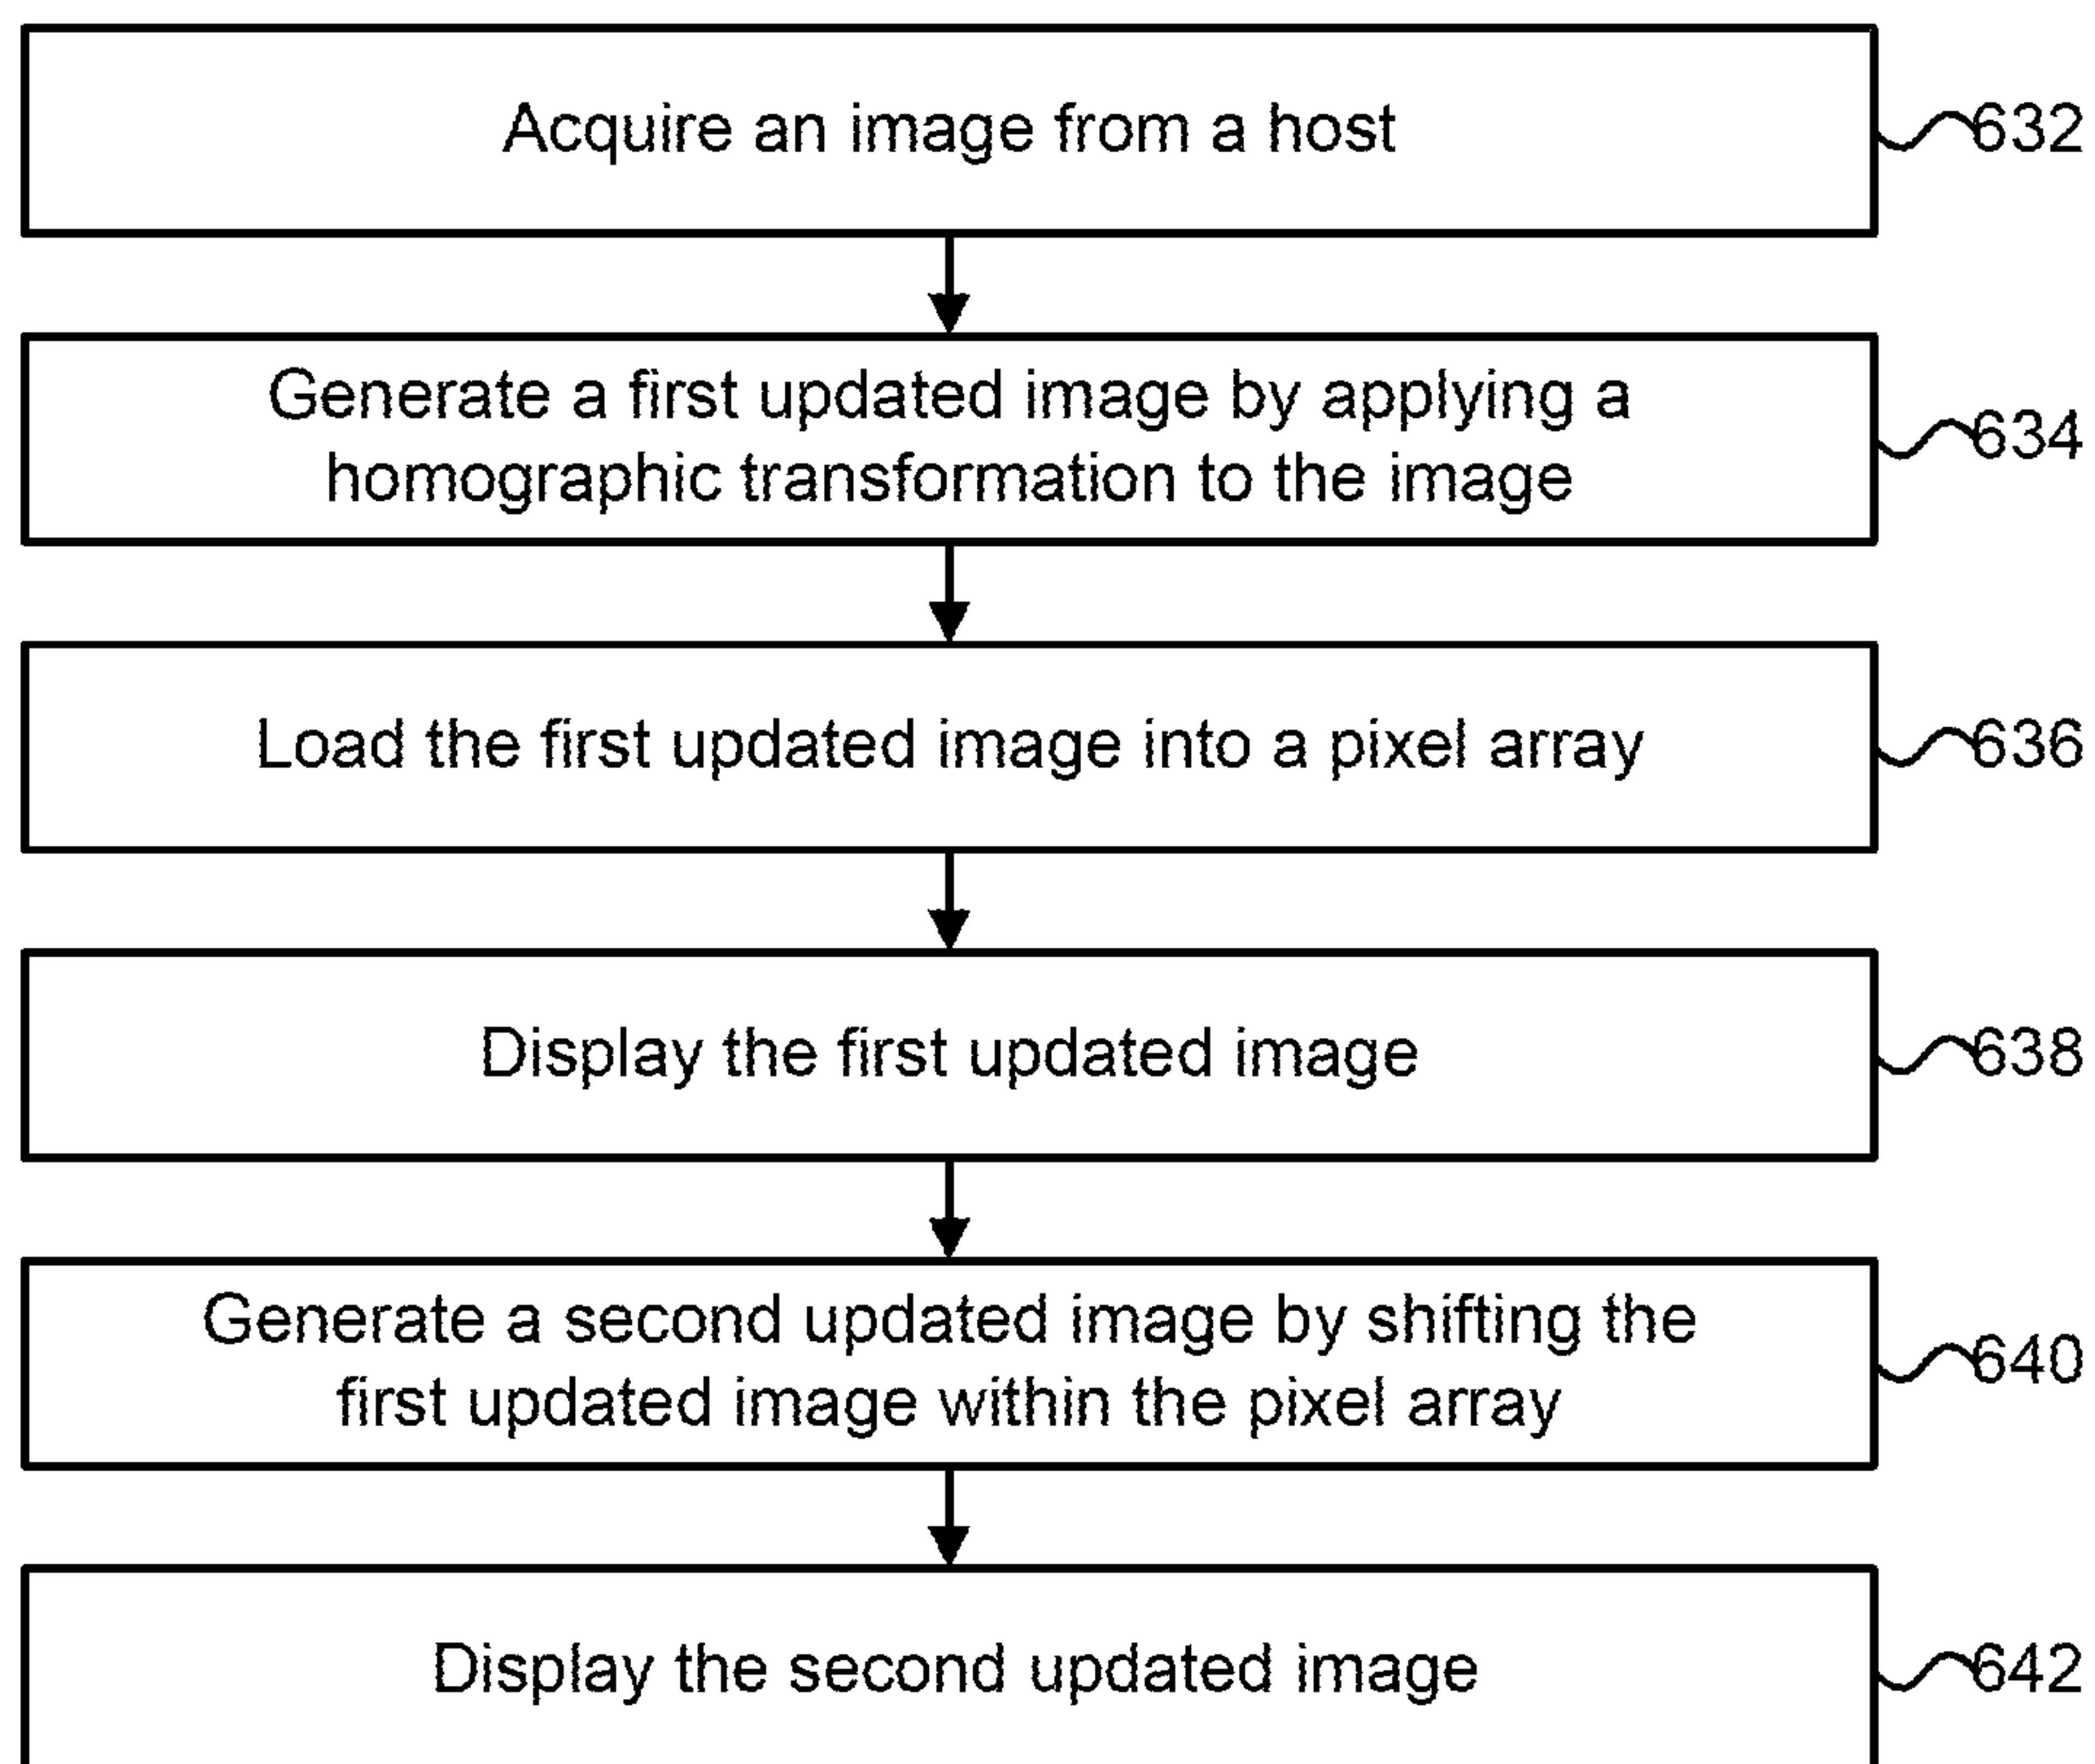 Acquire an image from a host
632
Generate a first updated image by applying a
homographic transformation to the image
634
Load the first updated image into a pixel array
636
Display the first updated image
638
Generate a second updated image by shifting the
first updated image within the pixel array
640
Display the second updated image
642